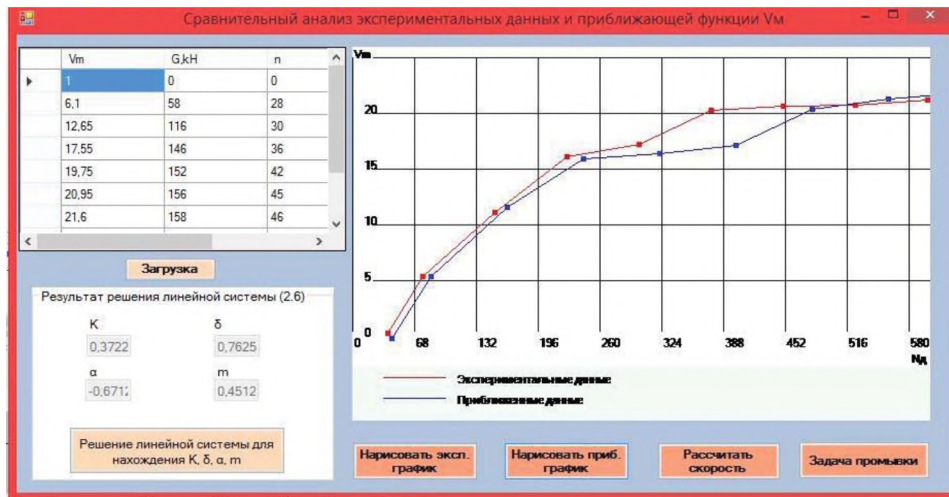 Сравнительный анализ экспериментальных данных и приближающей функции Vм
Vm G,kH n
1 0 0
6,1 58 28
12,65 116 30
17,55 146 36
19,75 152 42
20,95 156 45
21,6 158 46
Загрузка
Результат решения линейной системы (2.6)
K δ
0,3722 0,7625
α m
-0,6712 0,4512
Решение линейной системы для
нахождения K, δ, α, m
Vm
20
15
10
5
0
0 68 132 196 260 324 388 452 516 580
Nд
Экспериментальные данные
Приближенные данные
Нарисовать эксп.
график
Нарисовать приб.
график
Рассчитать
скорость
Задача промывки